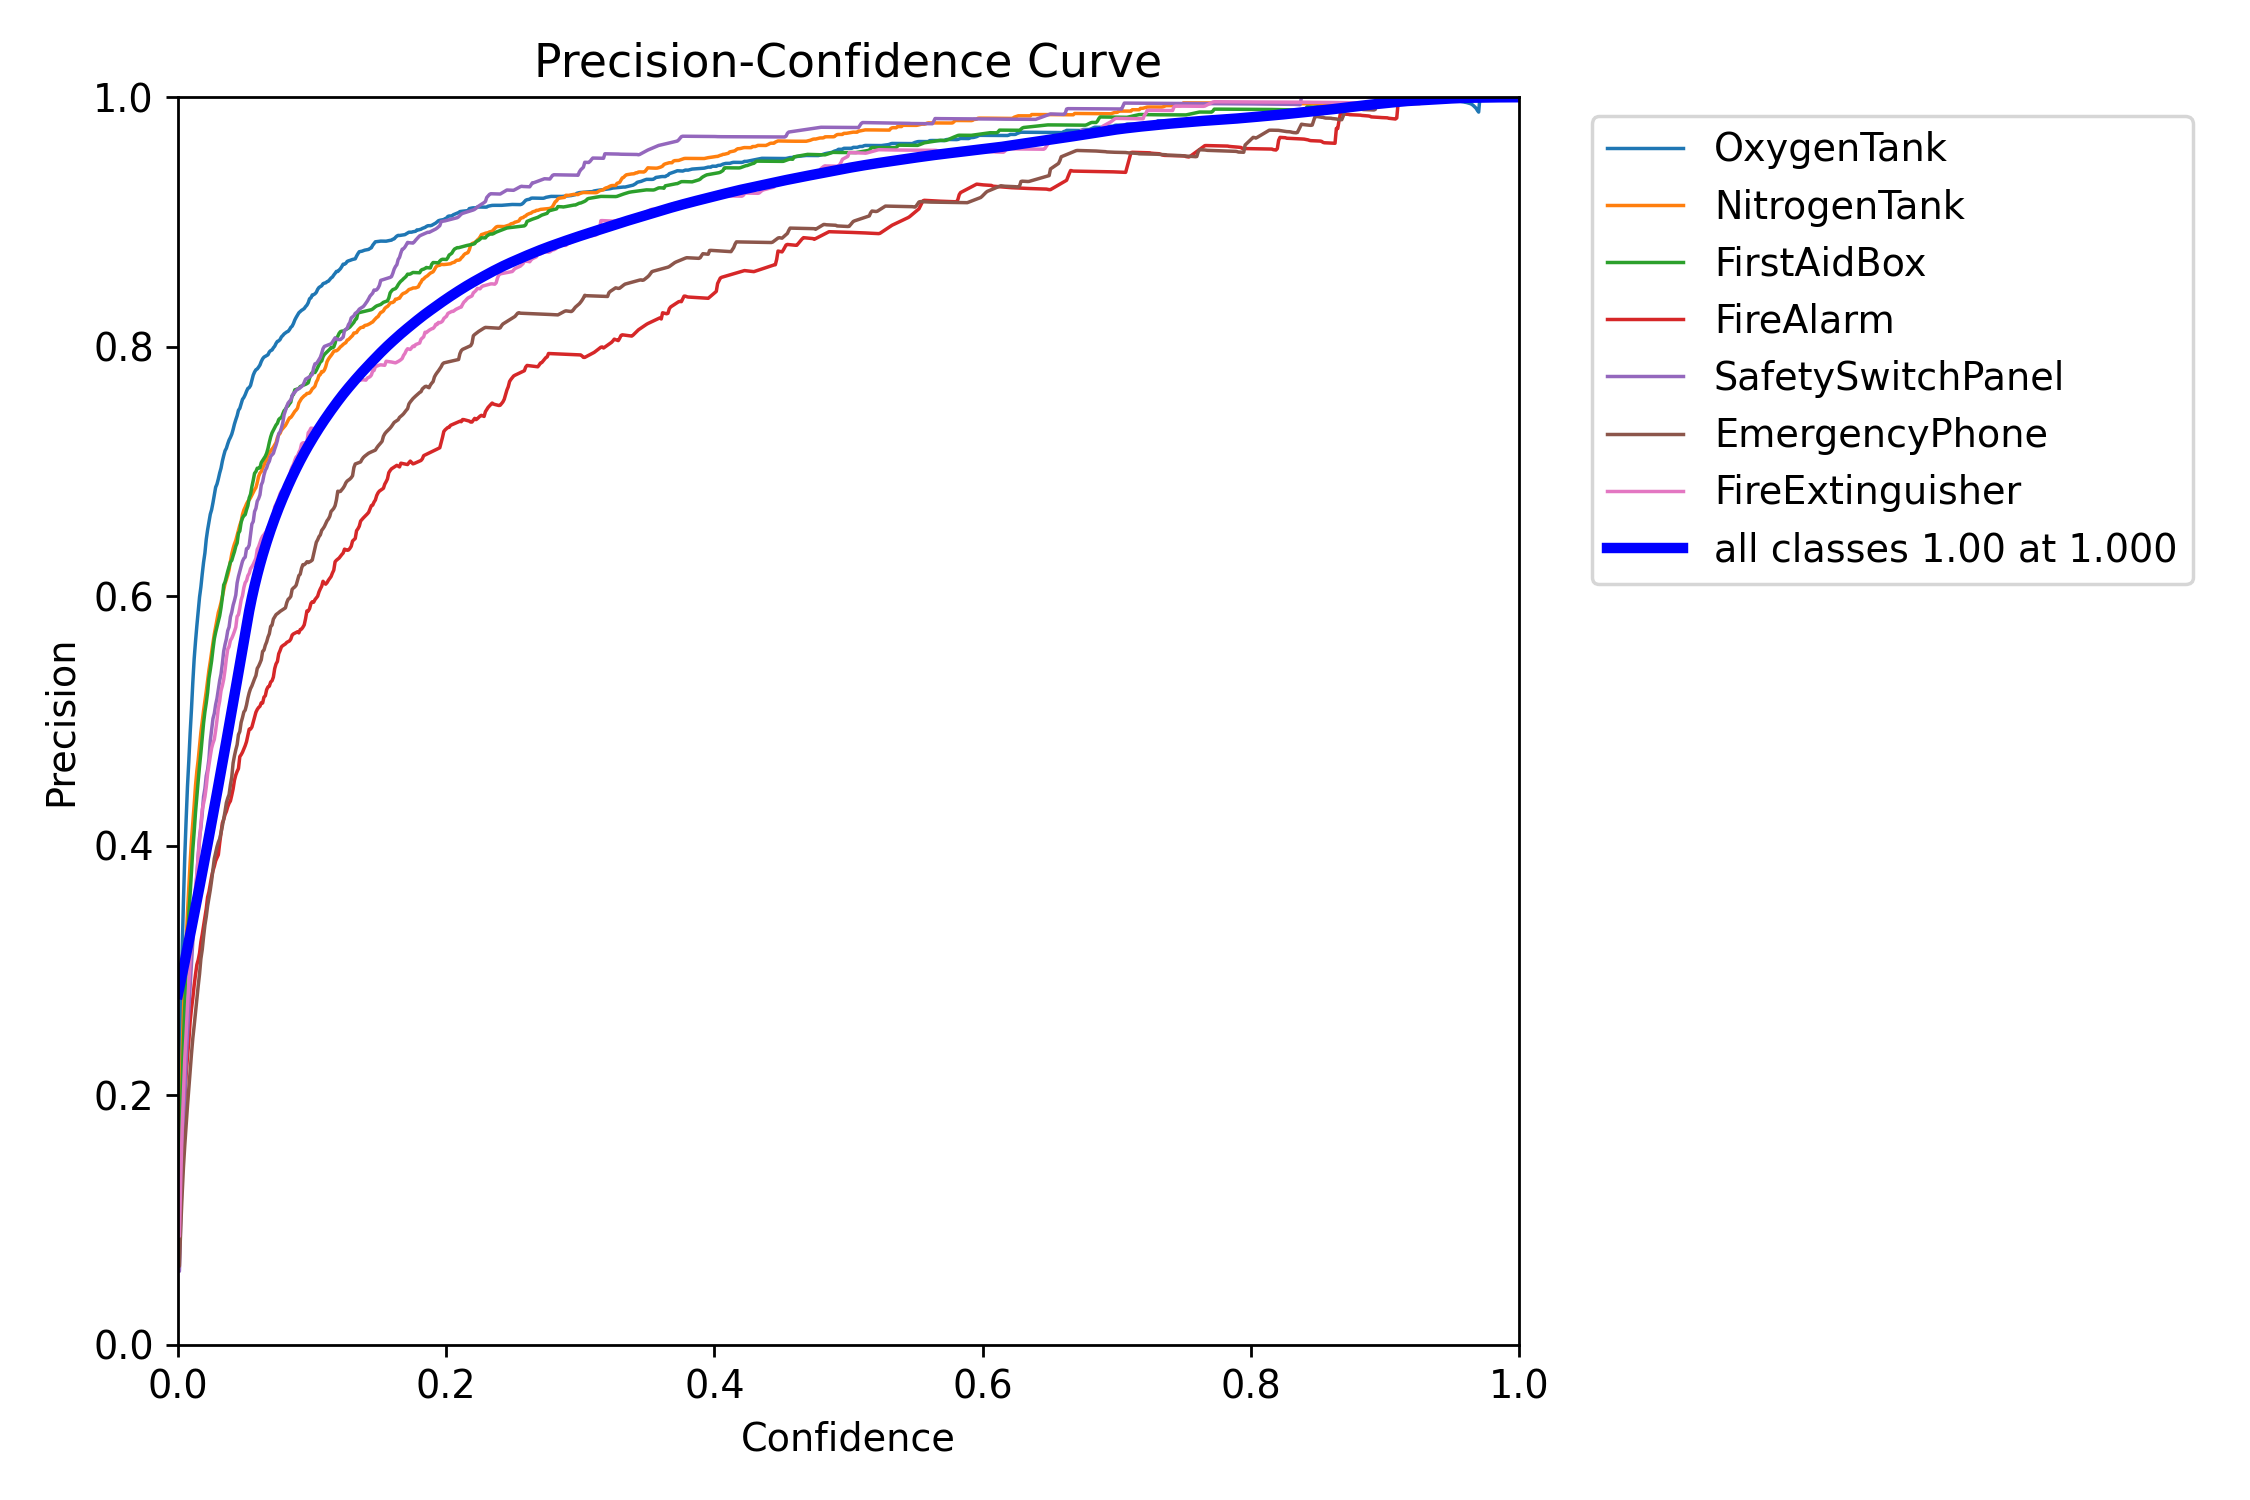 Precision-Confidence Curve
1.0
0.8
0.6
0.4
0.2
0.0
Precision
0.0 0.2 0.4 0.6 0.8 1.0
Confidence
OxygenTank
NitrogenTank
FirstAidBox
FireAlarm
SafetySwitchPanel
EmergencyPhone
FireExtinguisher
all classes 1.00 at 1.000